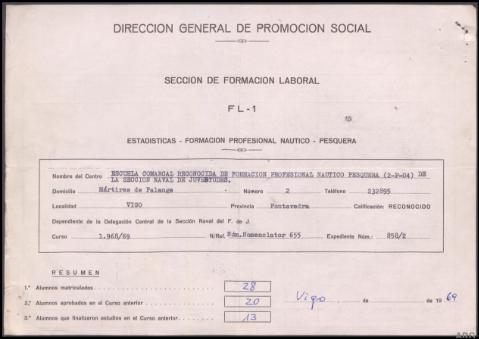 DIRECCION GENERAL DE PROMOCION SOCIAL
SECCION DE FORMACION LABORAL
FL-1
ESTADISTICAS - FORMACION PROFESIONAL NAUTICO - PESQUERA
Nombre del Centro ESCUELA COMARCAL RECONOCIDA DE FORMACION PROFESIONAL NAUTICO PESQUERA (2-P-04) DE
LA SECCION NAVAL DE JUVENTUDES.
Domicilio Mártires de Falange - Número 2 Teléfono 232895
Localidad VIGO Provincia Pontevedra Calificación: RECONOCIDO
Dependiente de la Delegación Central de la Sección Naval del F. de J.
Curso 1.968/69 N/Ref. Núm.Nomenclator 655 Expediente Núm.: 858/2
RESUMEN
1.º Alumnos matriculados 28
2.º Alumnos aprobados en el Curso anterior 20 Vigo de de 1969
3.º Alumnos que finalizaron estudios en el Curso anterior 13